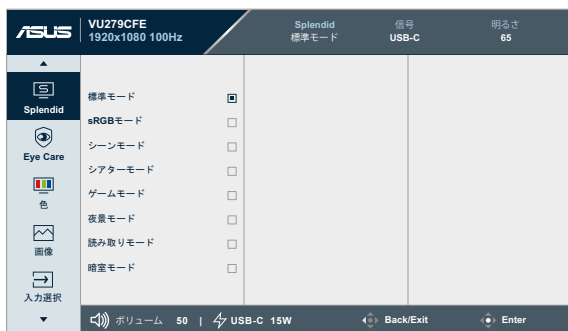 ASUS
VU279CFE
1920x1080 100Hz
Splendid
標準モード
信号
USB-C
明るさ
65
Splendid
Eye Care
色
画像
入力選択
標準モード
sRGBモード
シーンモード
シアターモード
ゲームモード
夜景モード
読み取りモード
暗室モード
ボリューム 50 | USB-C 15W
Back/Exit
Enter